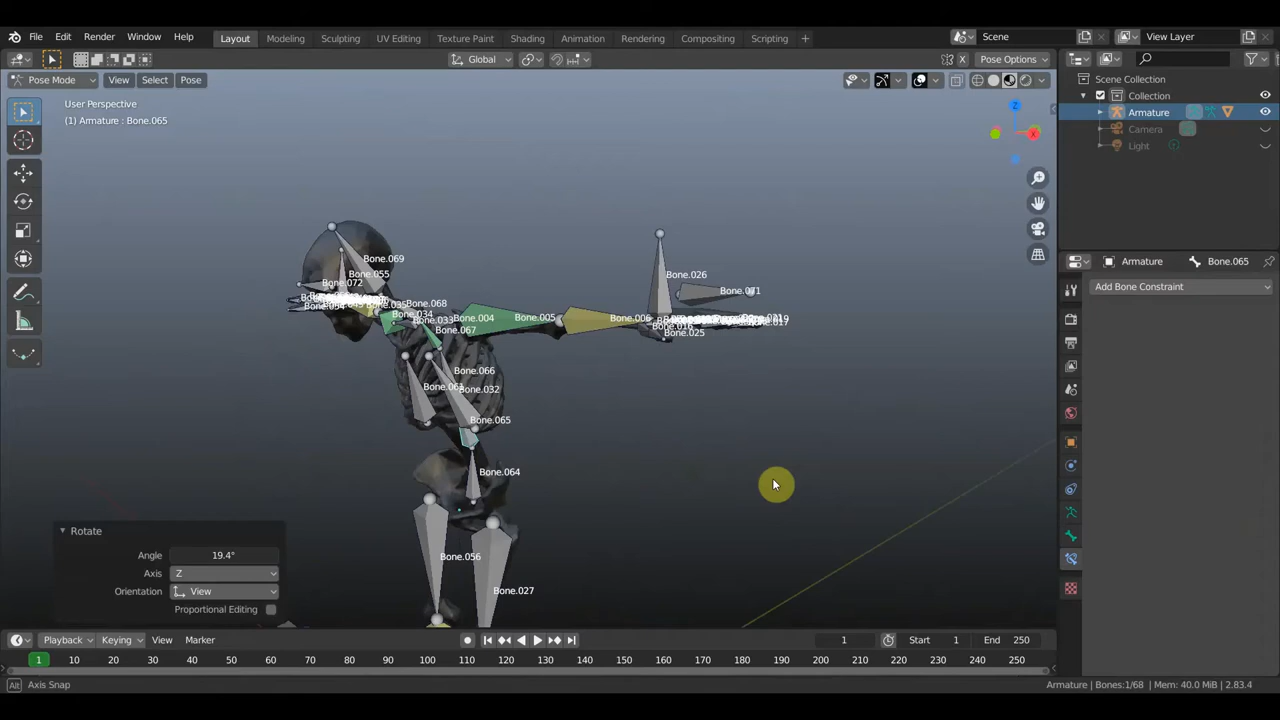 File Edit Render Window Help Layout Modeling Sculpting UV Editing Texture Paint Shading Animation Rendering Compositing Scripting + Scene View Layer
Global X Pose Options
Pose Mode View Select Pose
User Perspective
(1) Armature : Bone.065
Scene Collection
Collection
Armature
Camera
Light
Z
X
Armature > Bone.065
Add Bone Constraint
Bone.069
Bone.055
Bone.072
Bone.026
Bone.071
Bone.068
Bone.034
Bone.004
Bone.005
Bone.006
Bone.067
Bone.025
Bone.066
Bone.032
Bone.065
Bone.064
Bone.056
Bone.027
Rotate
Angle 19.4°
Axis Z
Orientation View
Proportional Editing
Playback Keying View Marker 1 Start 1 End 250
1 10 20 30 40 50 60 70 80 90 100 110 120 130 140 150 160 170 180 190 200 210 220 230 240 250
Alt Axis Snap Armature | Bones:1/68 | Mem: 40.0 MiB | 2.83.4